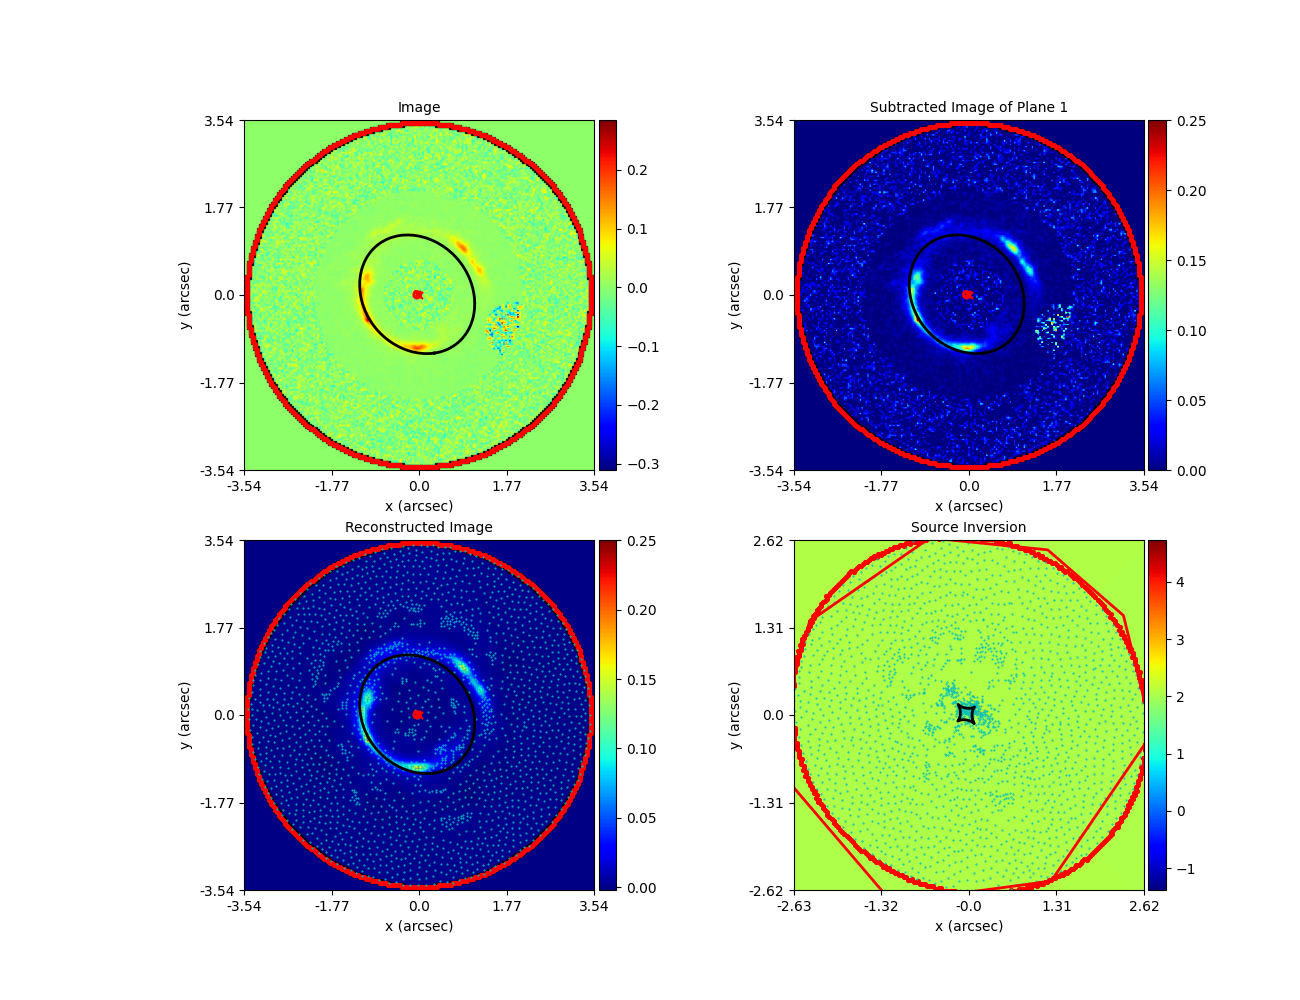 Image
3.54
1.77
0.0
-1.77
-3.54
y (arcsec)
-3.54 -1.77 0.0 1.77 3.54
x (arcsec)
0.2
0.1
0.0
−0.1
−0.2
−0.3
Subtracted Image of Plane 1
3.54
1.77
0.0
-1.77
-3.54
y (arcsec)
-3.54 -1.77 0.0 1.77 3.54
x (arcsec)
0.25
0.20
0.15
0.10
0.05
0.00
Reconstructed Image
3.54
1.77
0.0
-1.77
-3.54
y (arcsec)
-3.54 -1.77 0.0 1.77 3.54
x (arcsec)
0.25
0.20
0.15
0.10
0.05
0.00
Source Inversion
2.62
1.31
0.0
-1.31
-2.62
y (arcsec)
-2.63 -1.32 -0.0 1.31 2.62
x (arcsec)
4
3
2
1
0
−1